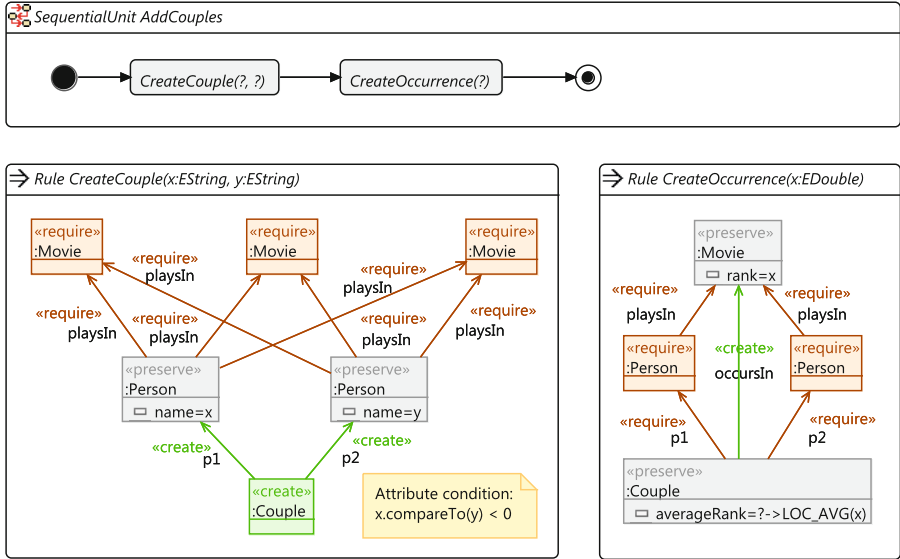 SequentialUnit AddCouples
CreateCouple(?, ?)
CreateOccurrence(?)
Rule CreateCouple(x:EString, y:EString)
«require»
:Movie
«require»
:Movie
«require»
:Movie
«require»
playsIn
«require»
playsIn
«require»
playsIn
«require»
playsIn
«require»
playsIn
«require»
playsIn
«preserve»
:Person
name=x
«preserve»
:Person
name=y
«create»
p1
«create»
p2
«create»
:Couple
Attribute condition:
x.compareTo(y) < 0
Rule CreateOccurrence(x:EDouble)
«preserve»
:Movie
rank=x
«require»
playsIn
«require»
playsIn
«require»
:Person
«create»
occursIn
«require»
:Person
«require»
p1
«require»
p2
«preserve»
:Couple
averageRank=?->LOC_AVG(x)